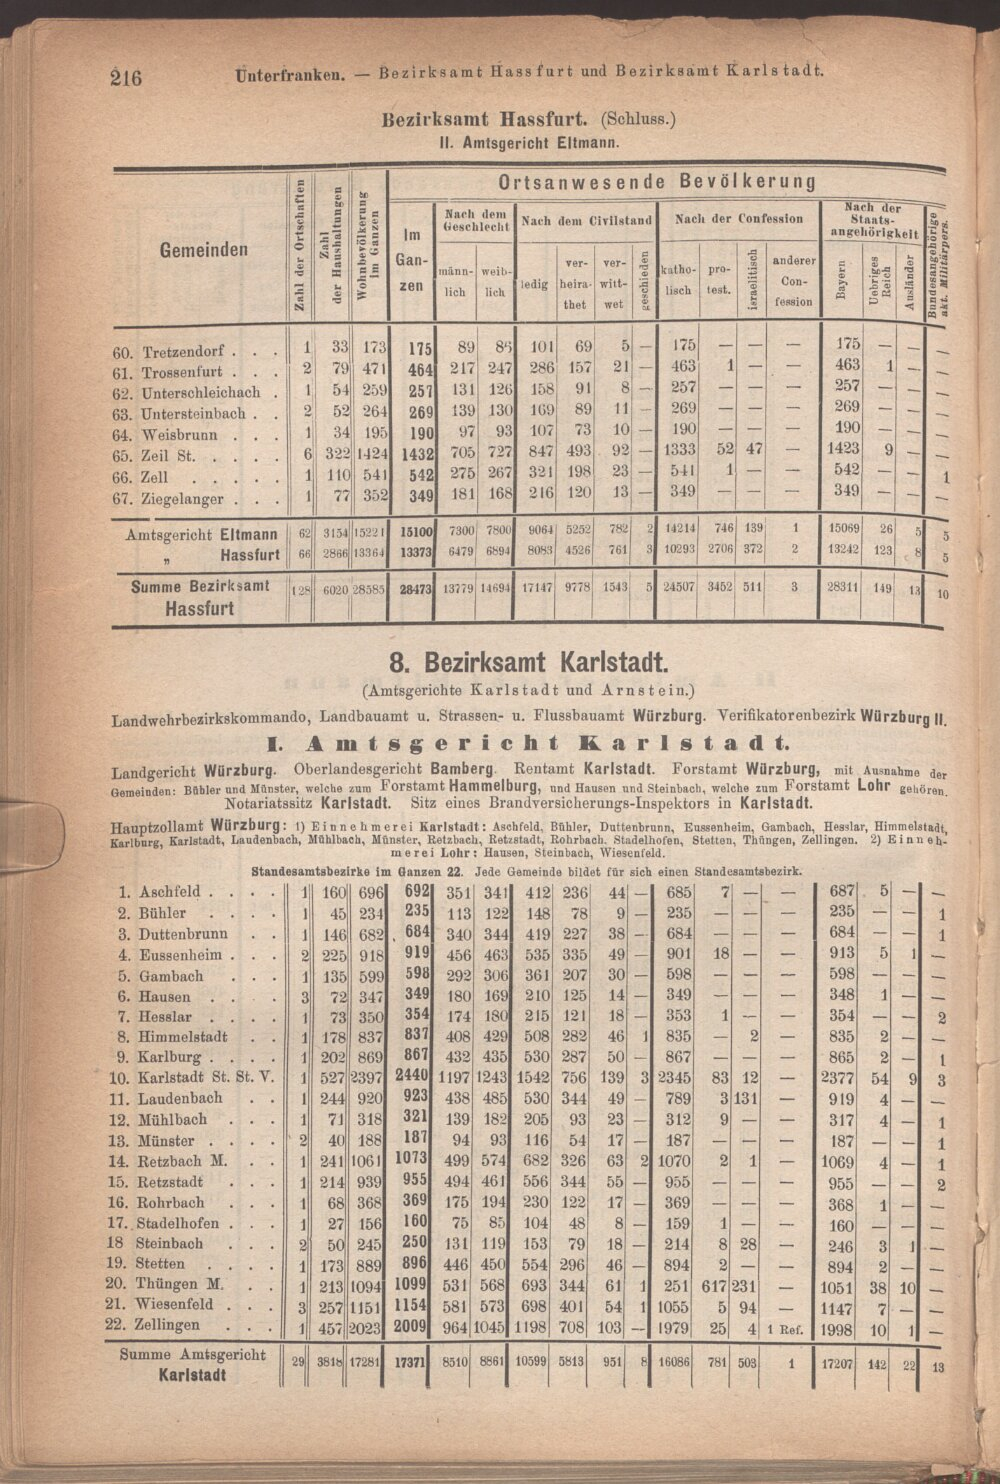 216 Unterfranken. — Bezirksamt Hassfurt und Bezirksamt Karlstadt.
Bezirksamt Hassfurt. (Schluss.)
II. Amtsgericht Eltmann.
Gemeinden
Zahl der Ortschaften
Zahl der Haushaltungen
Wohnbevölkerung im Ganzen
Ortsanwesende Bevölkerung
Im Gan-zen
Nach dem Geschlecht
männ-lich
weib-lich
Nach dem Civilstand
ledig
ver-heira-thet
ver-witt-wet
geschieden
Nach der Confession
katho-lisch
pro-test.
israelitisch
anderer Con-fession
Nach der Staats-angehörigkeit
Bayern
Uebriges Reich
Ausländer
Bundesangehörige akt. Militärpers.
60. Tretzendorf . . . 1 33 173 175 89 86 101 69 5 — 175 — — — 175 — — —
61. Trossenfurt . . . 2 79 471 464 217 247 286 157 21 — 463 1 — — 463 1 — —
62. Unterschleichach . 1 54 259 257 131 126 158 91 8 — 257 — — — 257 — — —
63. Untersteinbach . . 2 52 264 269 139 130 169 89 11 — 269 — — — 269 — — —
64. Weisbrunn . . . 1 34 195 190 97 93 107 73 10 — 190 — — — 190 — — —
65. Zeil St. . . . . 6 322 1424 1432 705 727 847 493 92 — 1333 52 47 — 1423 9 — —
66. Zell . . . . . 1 110 541 542 275 267 321 198 23 — 541 1 — — 542 — — 1
67. Ziegelanger . . . 1 77 352 349 181 168 216 120 13 — 349 — — — 349 — — —
Amtsgericht Eltmann 62 3154 15221 15100 7300 7800 9064 5252 782 2 14214 746 139 1 15069 26 5 5
„ Hassfurt 66 2866 13364 13373 6479 6894 8083 4526 761 3 10293 2706 372 2 13242 123 8 5
Summe Bezirksamt Hassfurt 128 6020 28585 28473 13779 14694 17147 9778 1543 5 24507 3452 511 3 28311 149 13 10
8. Bezirksamt Karlstadt.
(Amtsgerichte Karlstadt und Arnstein.)
Landwehrbezirkskommando, Landbauamt u. Strassen- u. Flussbauamt Würzburg. Verifikatorenbezirk Würzburg II.
I. Amtsgericht Karlstadt.
Landgericht Würzburg. Oberlandesgericht Bamberg. Rentamt Karlstadt. Forstamt Würzburg, mit Ausnahme der
Gemeinden: Bühler und Münster, welche zum Forstamt Hammelburg, und Hausen und Steinbach, welche zum Forstamt Lohr gehören.
Notariatssitz Karlstadt. Sitz eines Brandversicherungs-Inspektors in Karlstadt.
Hauptzollamt Würzburg: 1) Einnehmerei Karlstadt: Aschfeld, Bühler, Duttenbrunn, Eussenheim, Gambach, Hesslar, Himmelstadt,
Karlburg, Karlstadt, Laudenbach, Mühlbach, Münster, Retzbach, Retzstadt, Rohrbach, Stadelhofen, Stetten, Thüngen, Zellingen. 2) Einneh-
merei Lohr: Hausen, Steinbach, Wiesenfeld.
Standesamtsbezirke im Ganzen 22. Jede Gemeinde bildet für sich einen Standesamtsbezirk.
1. Aschfeld . . . . 1 160 696 692 351 341 412 236 44 — 685 7 — — 687 5 — —
2. Bühler . . . . 1 45 234 235 113 122 148 78 9 — 235 — — — 235 — — 1
3. Duttenbrunn . . 1 146 682 684 340 344 419 227 38 — 684 — — — 684 — — 1
4. Eussenheim . . . 2 225 918 919 456 463 535 335 49 — 901 18 — — 913 5 1 —
5. Gambach . . . 1 135 599 598 292 306 361 207 30 — 598 — — — 598 — — —
6. Hausen . . . . 3 72 347 349 180 169 210 125 14 — 349 — — — 348 1 — —
7. Hesslar . . . . 1 73 350 354 174 180 215 121 18 — 353 1 — — 354 — — 2
8. Himmelstadt . . 1 178 837 837 408 429 508 282 46 1 835 — 2 — 835 2 — —
9. Karlburg . . . . 1 202 869 867 432 435 530 287 50 — 867 — — — 865 2 — 1
10. Karlstadt St. St. V. 1 527 2397 2440 1197 1243 1542 756 139 3 2345 83 12 — 2377 54 9 3
11. Laudenbach . . 1 244 920 923 438 485 530 344 49 — 789 3 131 — 919 4 — —
12. Mühlbach . . . 1 71 318 321 139 182 205 93 23 — 312 9 — — 317 4 — 1
13. Münster . . . . 2 40 188 187 94 93 116 54 17 — 187 — — — 187 — — 1
14. Retzbach M. . . 1 241 1061 1073 499 574 682 326 63 2 1070 2 1 — 1069 4 — 1
15. Retzstadt . . . 1 214 939 955 494 461 556 344 55 — 955 — — — 955 — — 2
16. Rohrbach . . . 1 68 368 369 175 194 230 122 17 — 369 — — — 368 1 — —
17. Stadelhofen . . . 1 27 156 160 75 85 104 48 8 — 159 1 — — 160 — — —
18 Steinbach . . . 2 50 245 250 131 119 153 79 18 — 214 8 28 — 246 3 1 —
19. Stetten . . . . 1 173 889 896 446 450 554 296 46 — 894 2 — — 894 2 — —
20. Thüngen M. . . 1 213 1094 1099 531 568 693 344 61 1 251 617 231 — 1051 38 10 —
21. Wiesenfeld . . . 3 257 1151 1154 581 573 698 401 54 1 1055 5 94 — 1147 7 — —
22. Zellingen . . . 1 457 2023 2009 964 1045 1198 708 103 — 1979 25 4 1 Ref. 1998 10 1 —
Summe Amtsgericht Karlstadt 29 3818 17281 17371 8510 8861 10599 5813 951 8 16086 781 503 1 17207 142 22 13